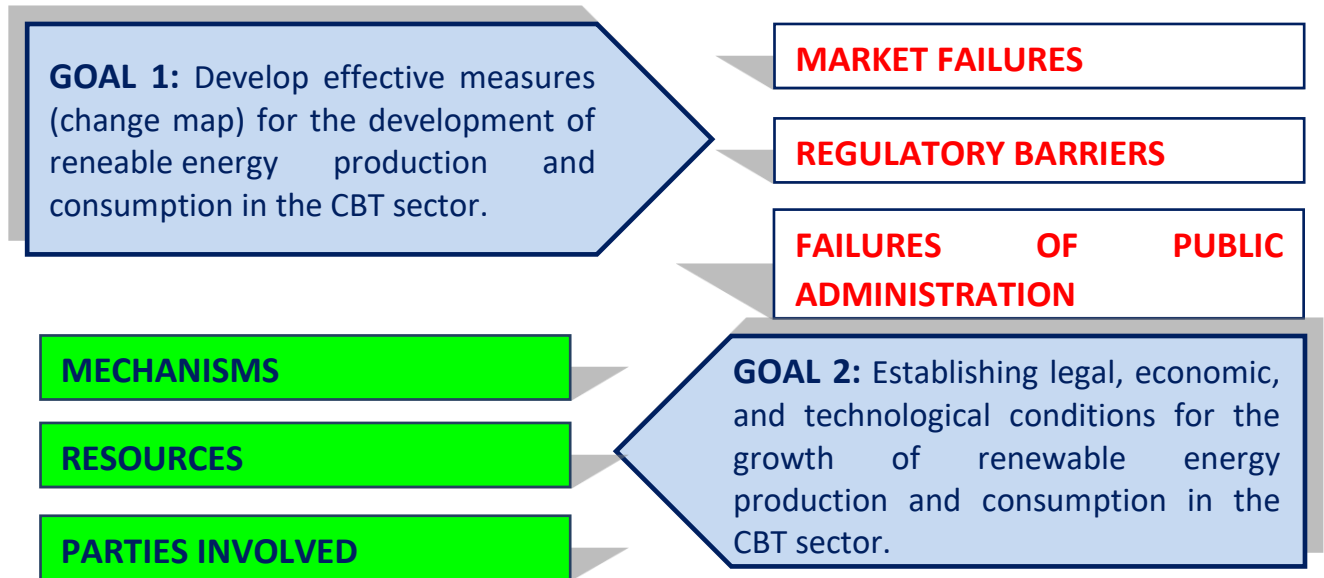 GOAL 1: Develop effective measures
(change map) for the development of
reneable energy production and
consumption in the CBT sector.
MARKET FAILURES
REGULATORY BARRIERS
FAILURES OF PUBLIC
ADMINISTRATION
MECHANISMS
RESOURCES
PARTIES INVOLVED
GOAL 2: Establishing legal, economic,
and technological conditions for the
growth of renewable energy
production and consumption in the
CBT sector.